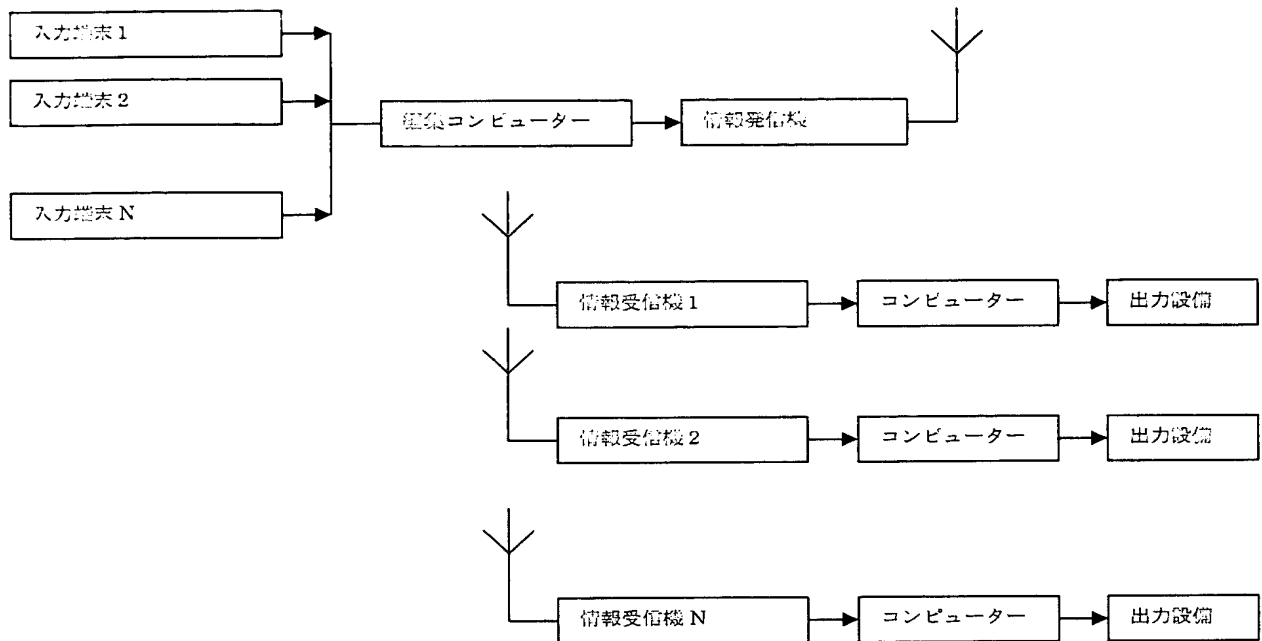 入力端末 1
入力端末 2
編集コンピューター
情報発信機
入力端末 N
情報受信機 1
コンピューター
出力設備
情報受信機 2
コンピューター
出力設備
情報受信機 N
コンピューター
出力設備